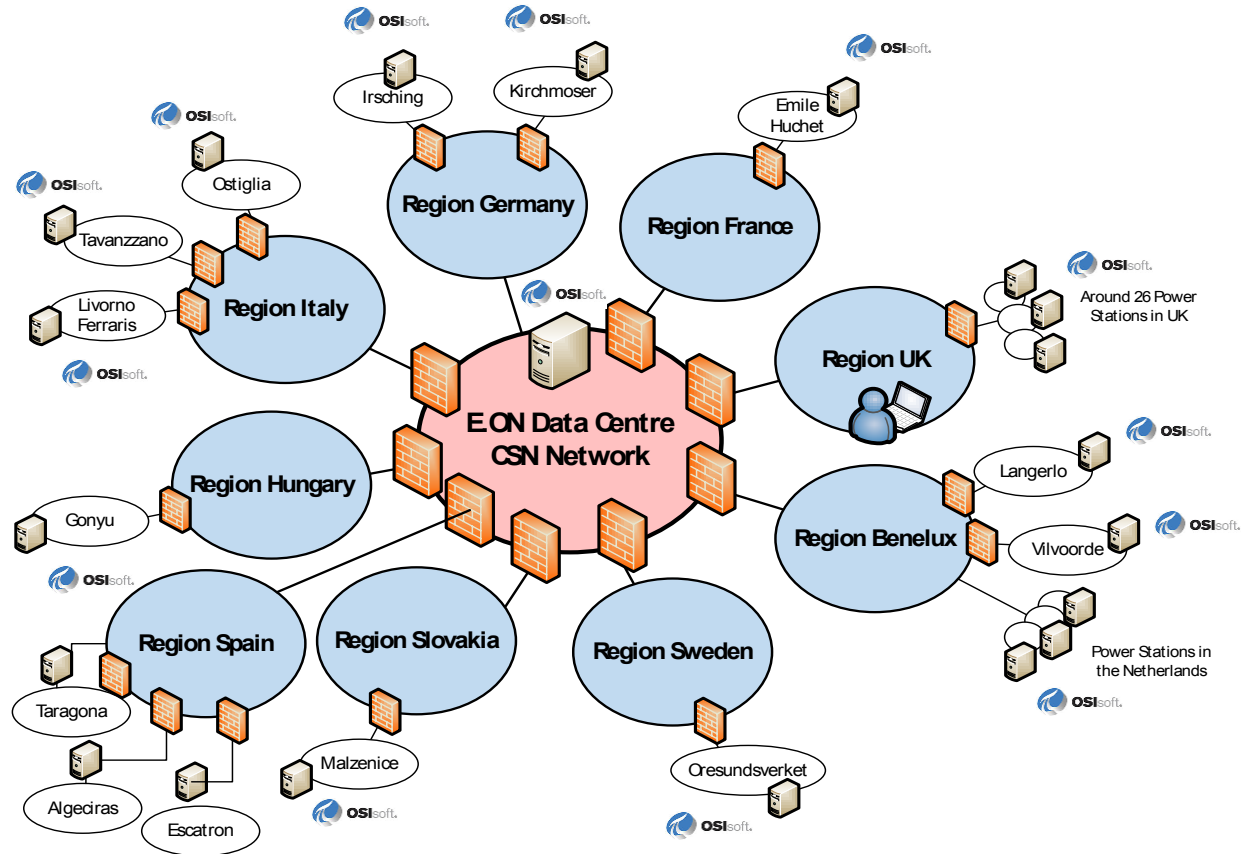 OSIsoft.
OSIsoft.
OSIsoft.
Irsching
Kirchmoser
Emile
Huchet
OSIsoft.
Ostiglia
OSIsoft.
Region Germany
Region France
Tavanzzano
OSIsoft.
Around 26 Power
Stations in UK
OSIsoft.
Livorno
Ferraris
Region Italy
OSIsoft.
Region UK
E.ON Data Centre
CSN Network
OSIsoft.
Langerlo
Region Hungary
Gonyu
Region Benelux
Vilvoorde
OSIsoft.
OSIsoft.
Region Spain
Region Slovakia
Region Sweden
Power Stations in
the Netherlands
OSIsoft.
Taragona
Malzenice
Oresundsverket
Algeciras
Escatron
OSIsoft.
OSIsoft.